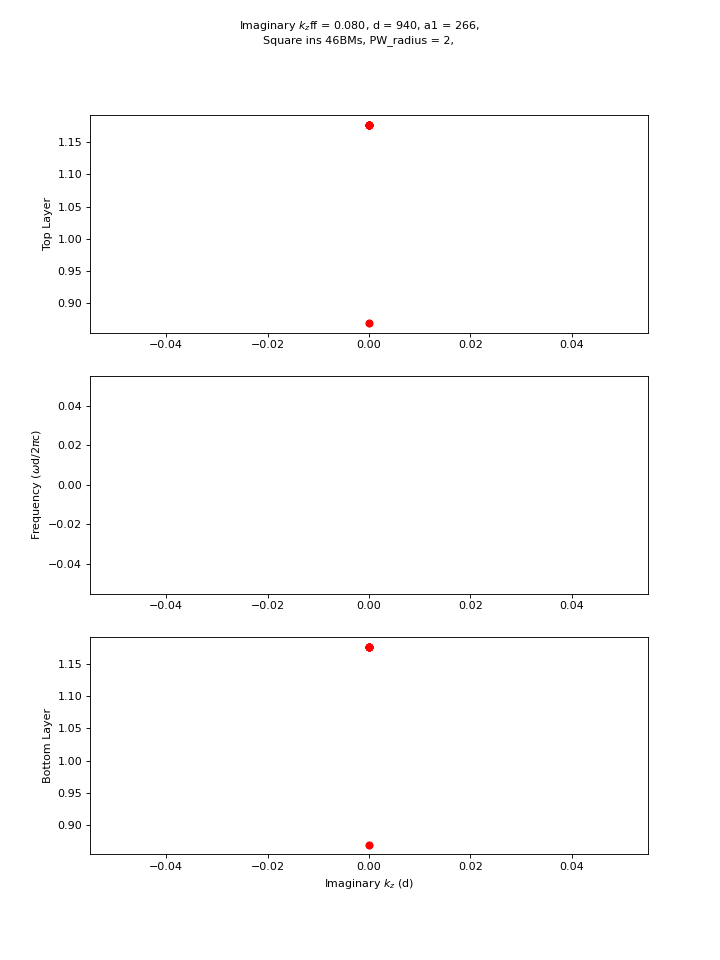 Imaginary k_z ff = 0.080, d = 940, a1 = 266,
Square ins 46BMs, PW_radius = 2,
1.15
1.10
1.05
1.00
0.95
0.90
Top Layer
−0.04 −0.02 0.00 0.02 0.04
0.04
0.02
0.00
−0.02
−0.04
Frequency (ωd/2πc)
−0.04 −0.02 0.00 0.02 0.04
1.15
1.10
1.05
1.00
0.95
0.90
Bottom Layer
−0.04 −0.02 0.00 0.02 0.04
Imaginary k_z (d)